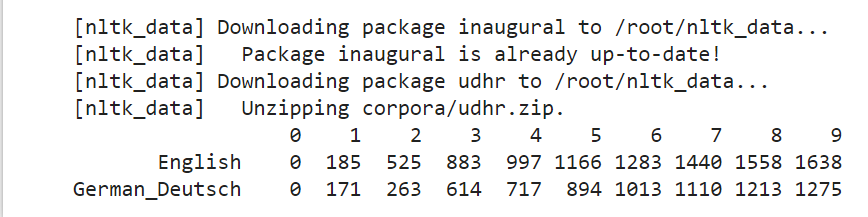 [nltk_data] Downloading package inaugural to /root/nltk_data...
[nltk_data]   Package inaugural is already up-to-date!
[nltk_data] Downloading package udhr to /root/nltk_data...
[nltk_data]   Unzipping corpora/udhr.zip.
                  0    1    2    3    4    5    6    7    8    9
       English    0  185  525  883  997 1166 1283 1440 1558 1638
German_Deutsch    0  171  263  614  717  894 1013 1110 1213 1275